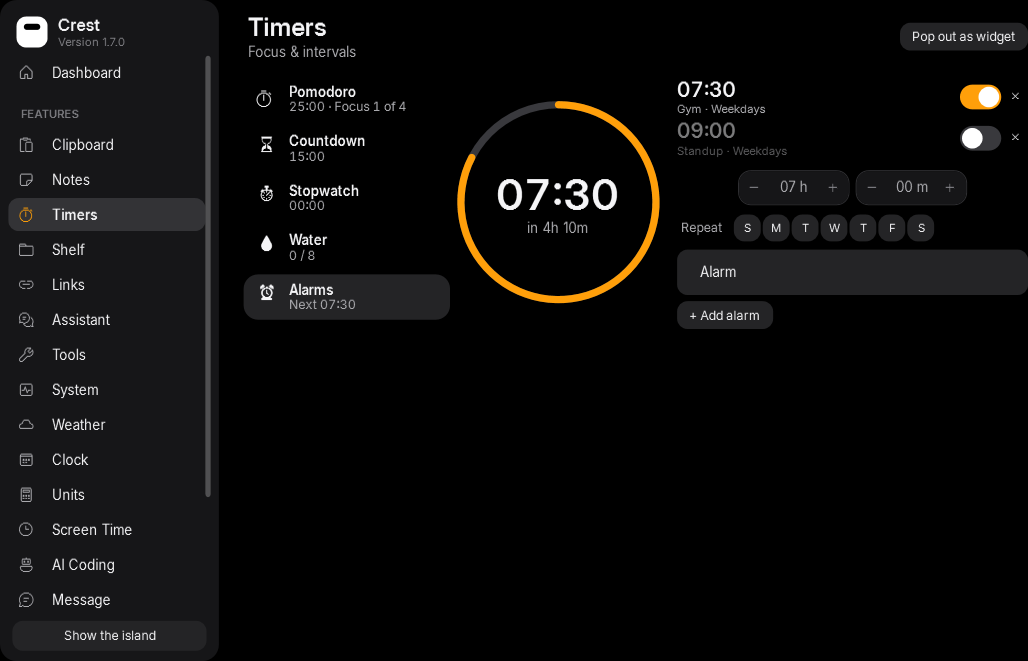 Crest
Version 1.7.0
Dashboard
FEATURES
Clipboard
Notes
Timers
Shelf
Links
Assistant
Tools
System
Weather
Clock
Units
Screen Time
AI Coding
Message
Show the island
Timers
Focus & intervals
Pop out as widget
Pomodoro
25:00 · Focus 1 of 4
Countdown
15:00
Stopwatch
00:00
Water
0 / 8
Alarms
Next 07:30
07:30
in 4h 10m
07:30
Gym · Weekdays
×
09:00
Standup · Weekdays
×
− 07 h + − 00 m +
Repeat S M T W T F S
Alarm
+ Add alarm